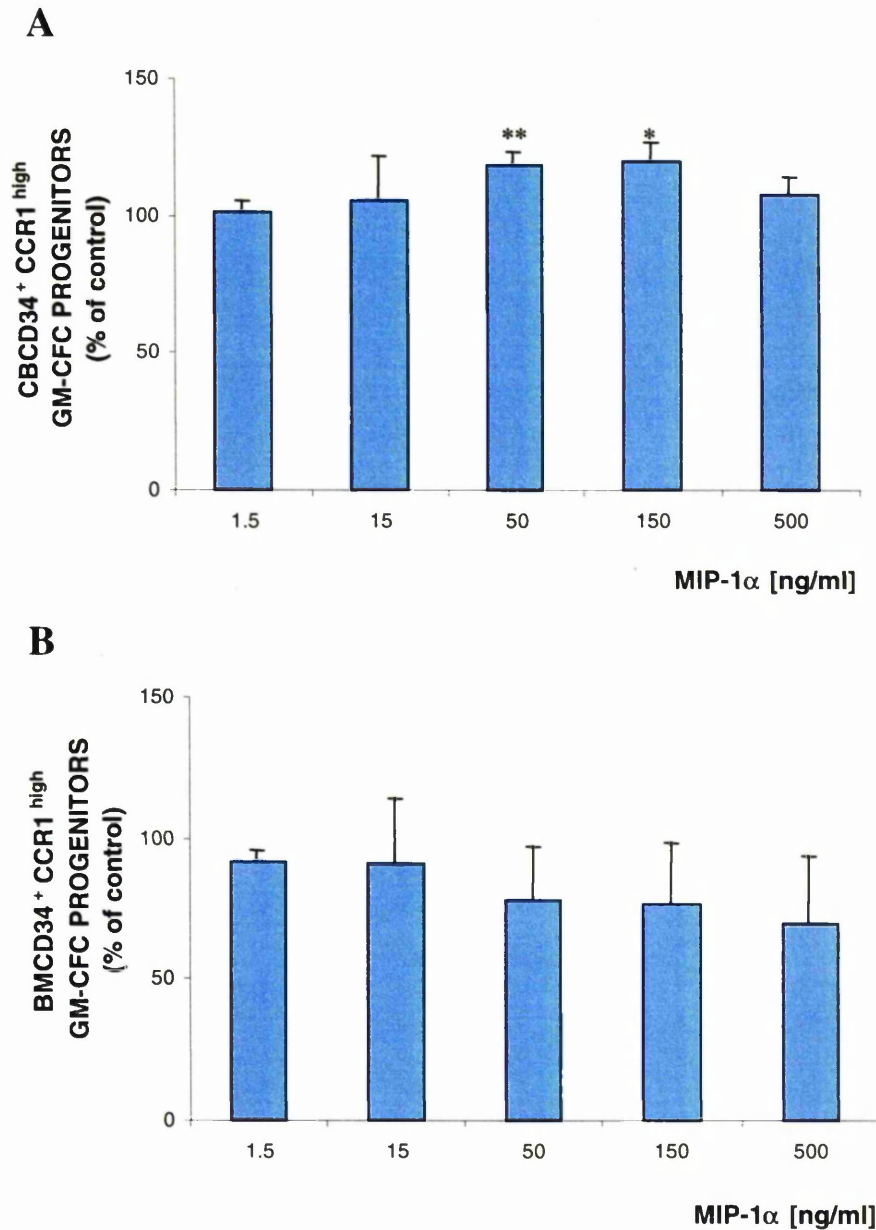 A
CBCD34+ CCR1 high
GM-CFC PROGENITORS
(% of control)
150
100
50
0
**
*
1.5 15 50 150 500
MIP-1α [ng/ml]
B
BMCD34+ CCR1 high
GM-CFC PROGENITORS
(% of control)
150
100
50
0
1.5 15 50 150 500
MIP-1α [ng/ml]